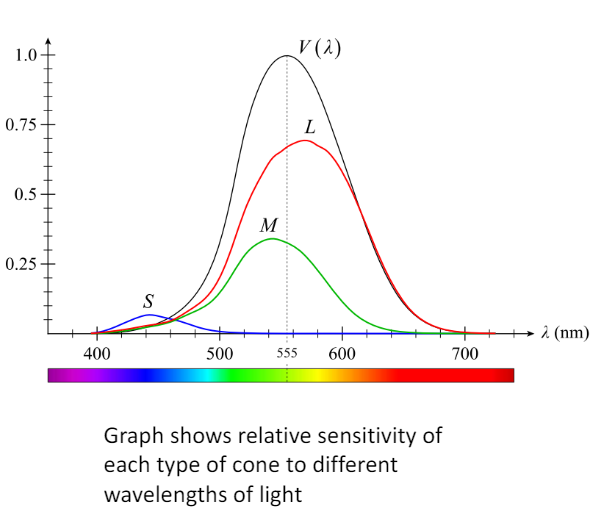 V(λ)
1.0
L
0.75
0.5
M
0.25
S
λ (nm)
400 500 555 600 700
Graph shows relative sensitivity of
each type of cone to different
wavelengths of light